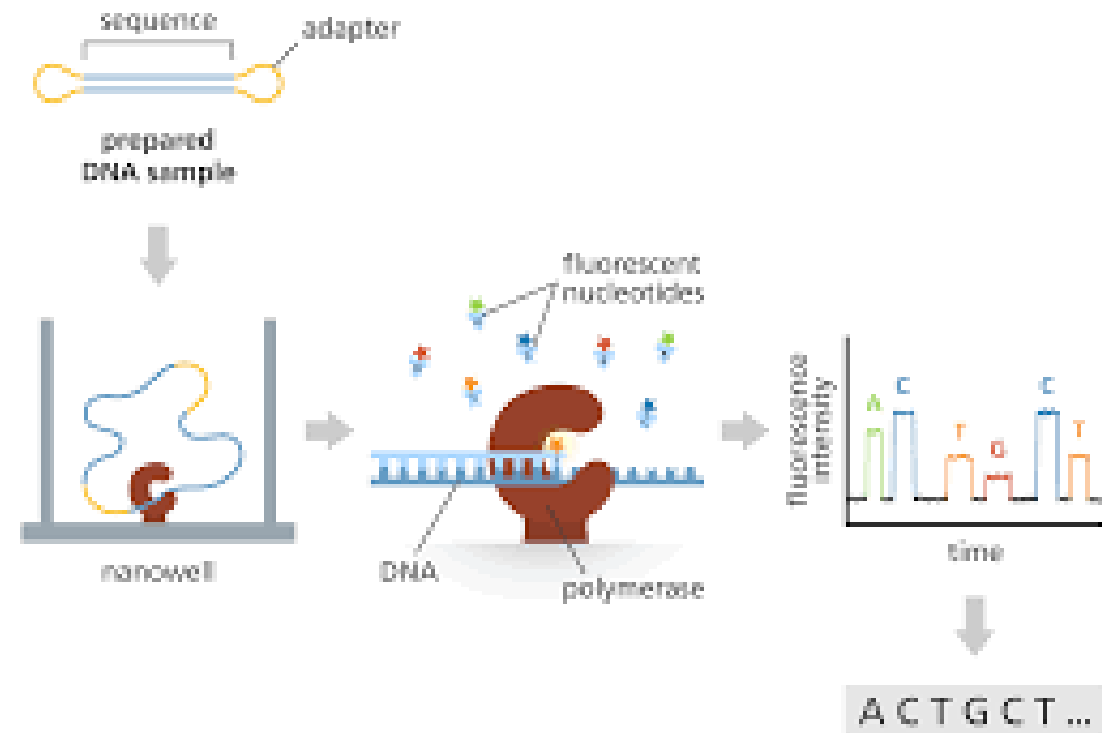 sequence
adapter
prepared
DNA sample
fluorescent
nucleotides
nanowell
DNA
polymerase
fluorescence
intensity
A
C
T
G
C
T
time
A C T G C T ...